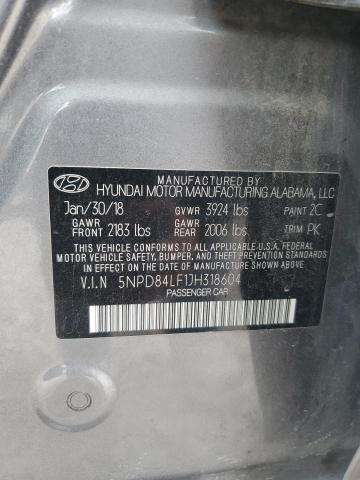 MANUFACTURED BY
HYUNDAI MOTOR MANUFACTURING ALABAMA, LLC
Jan/30/18 GVWR 3924 lbs PAINT 2C
GAWR FRONT 2183 lbs GAWR REAR 2006 lbs TRIM PK
THIS VEHICLE CONFORMS TO ALL APPLICABLE U.S. FEDERAL
MOTOR VEHICLE SAFETY, BUMPER, AND THEFT PREVENTION
STANDARDS IN EFFECT ON THE DATE OF MANUFACTURE SHOWN ABOVE.
V.I.N 5NPD84LF1JH318604
PASSENGER CAR